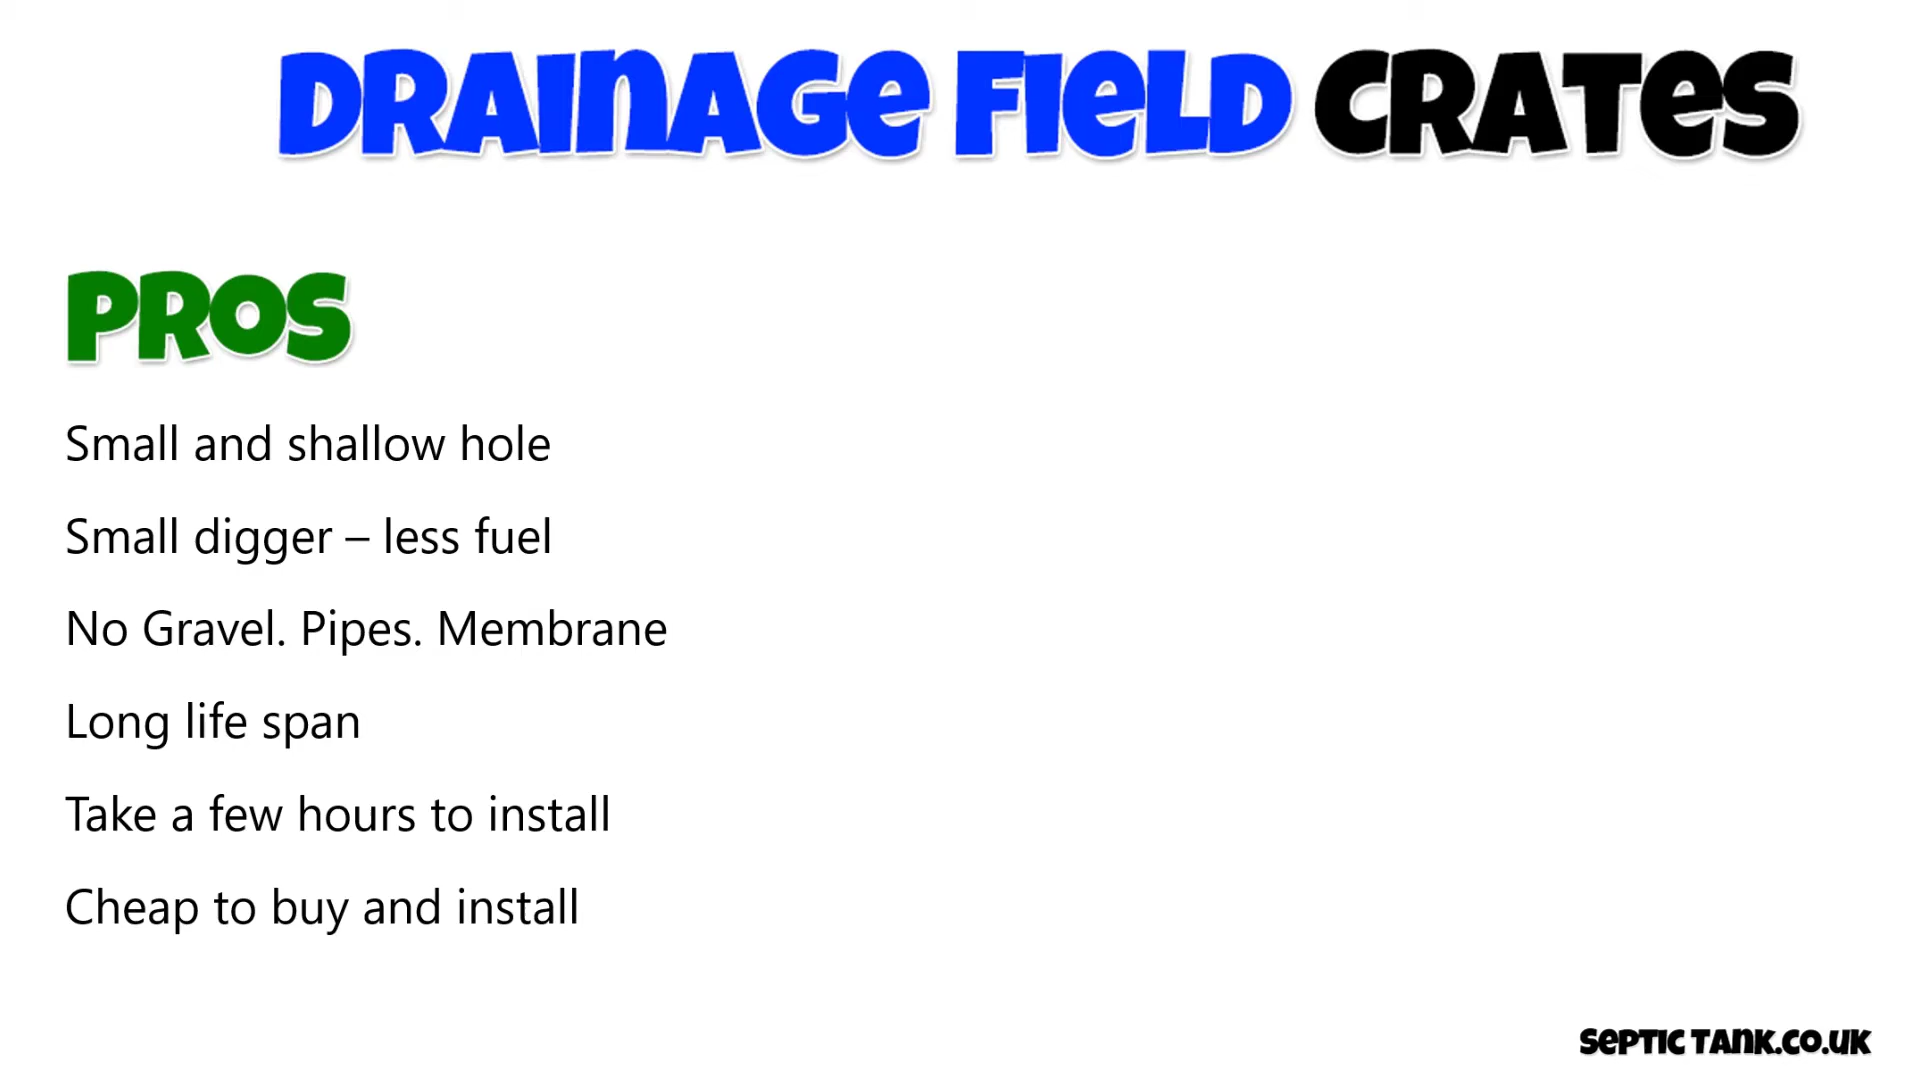 DRAINAGE FIELD CRATES
PROS
Small and shallow hole
Small digger – less fuel
No Gravel. Pipes. Membrane
Long life span
Take a few hours to install
Cheap to buy and install
SEPTIC TANK.CO.UK